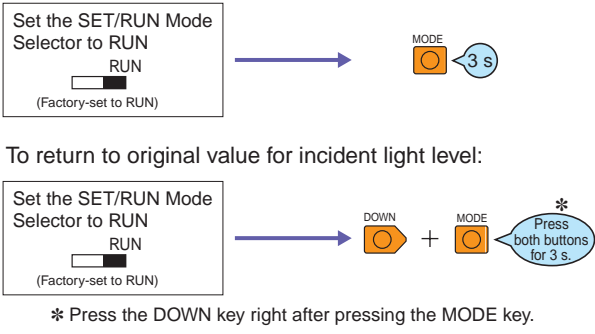 Set the SET/RUN Mode
Selector to RUN
RUN
(Factory-set to RUN)
MODE
3 s
To return to original value for incident light level:
Set the SET/RUN Mode
Selector to RUN
RUN
(Factory-set to RUN)
DOWN
+
MODE
*
Press
both buttons
for 3 s.
* Press the DOWN key right after pressing the MODE key.